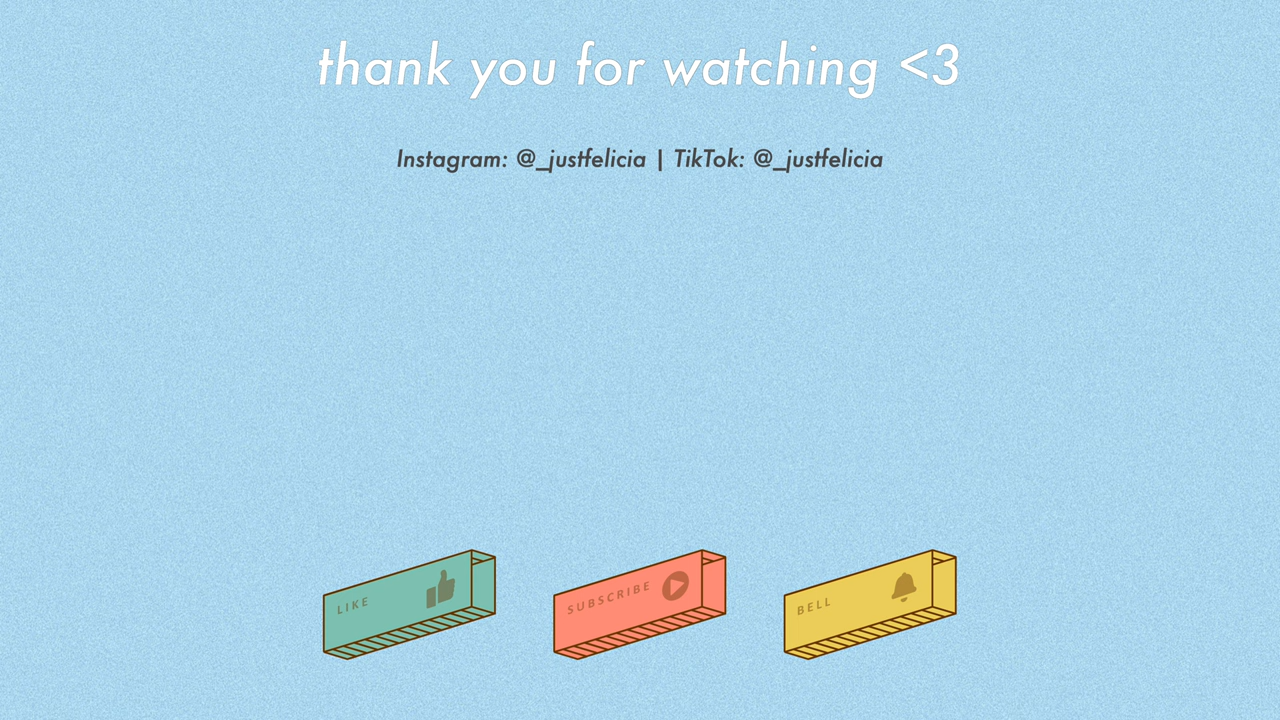 thank you for watching <3
Instagram: @_justfelicia | TikTok: @_justfelicia
LIKE
SUBSCRIBE
BELL